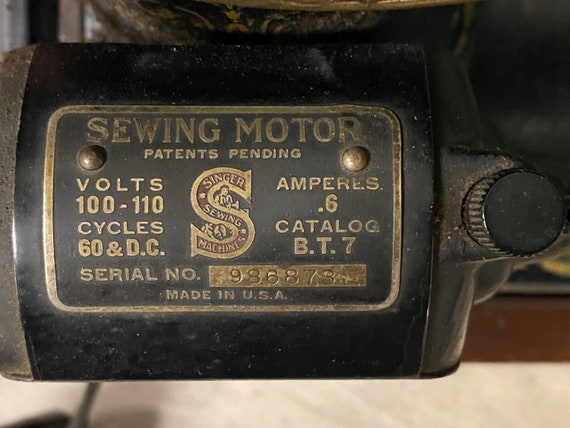 SEWING MOTOR
PATENTS PENDING
VOLTS
100-110
CYCLES
60 & D.C.
SINGER
SEWING
MACHINES
AMPERES.
.6
CATALOG
B.T. 7
SERIAL NO. 986873
MADE IN U.S.A.